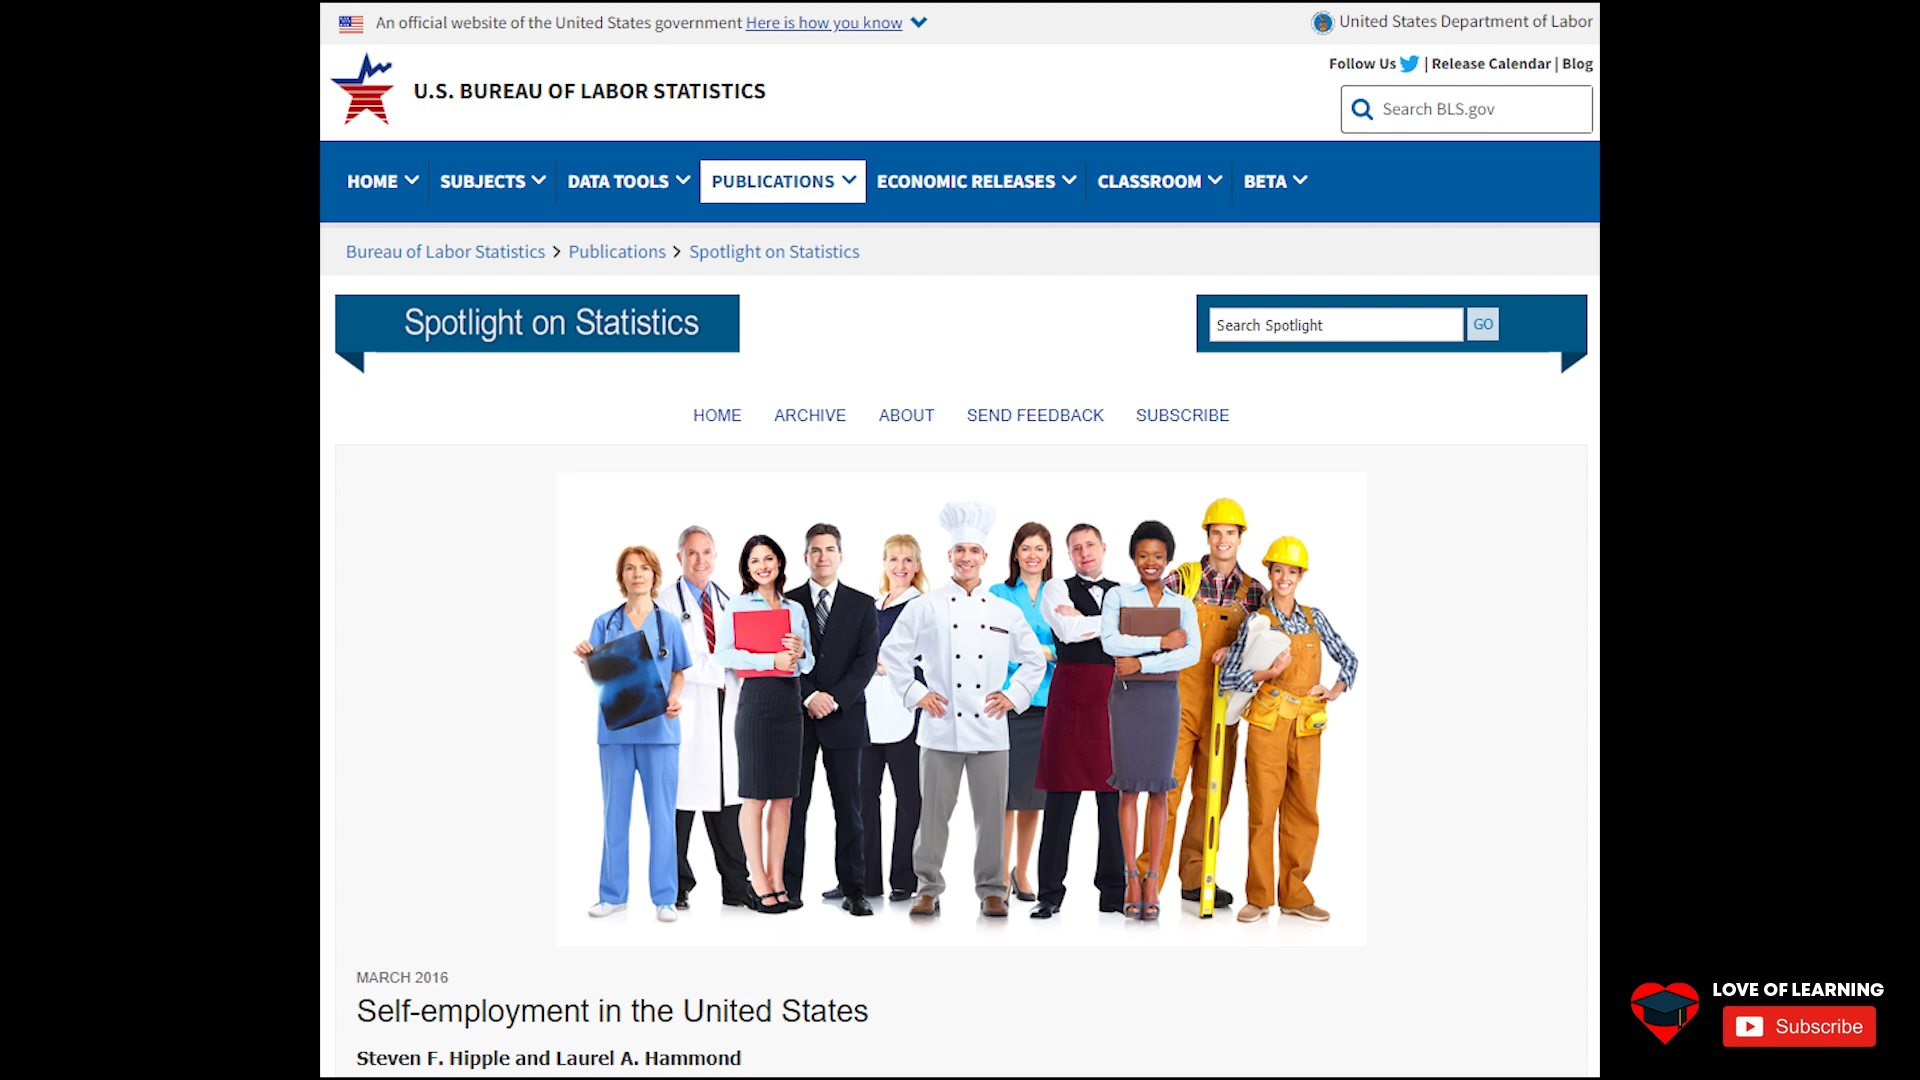 An official website of the United States government Here is how you know
United States Department of Labor
Follow Us | Release Calendar | Blog
U.S. BUREAU OF LABOR STATISTICS
Search BLS.gov
HOME SUBJECTS DATA TOOLS PUBLICATIONS ECONOMIC RELEASES CLASSROOM BETA
Bureau of Labor Statistics > Publications > Spotlight on Statistics
Spotlight on Statistics
Search Spotlight GO
HOME ARCHIVE ABOUT SEND FEEDBACK SUBSCRIBE
MARCH 2016
Self-employment in the United States
Steven F. Hipple and Laurel A. Hammond
LOVE OF LEARNING
Subscribe